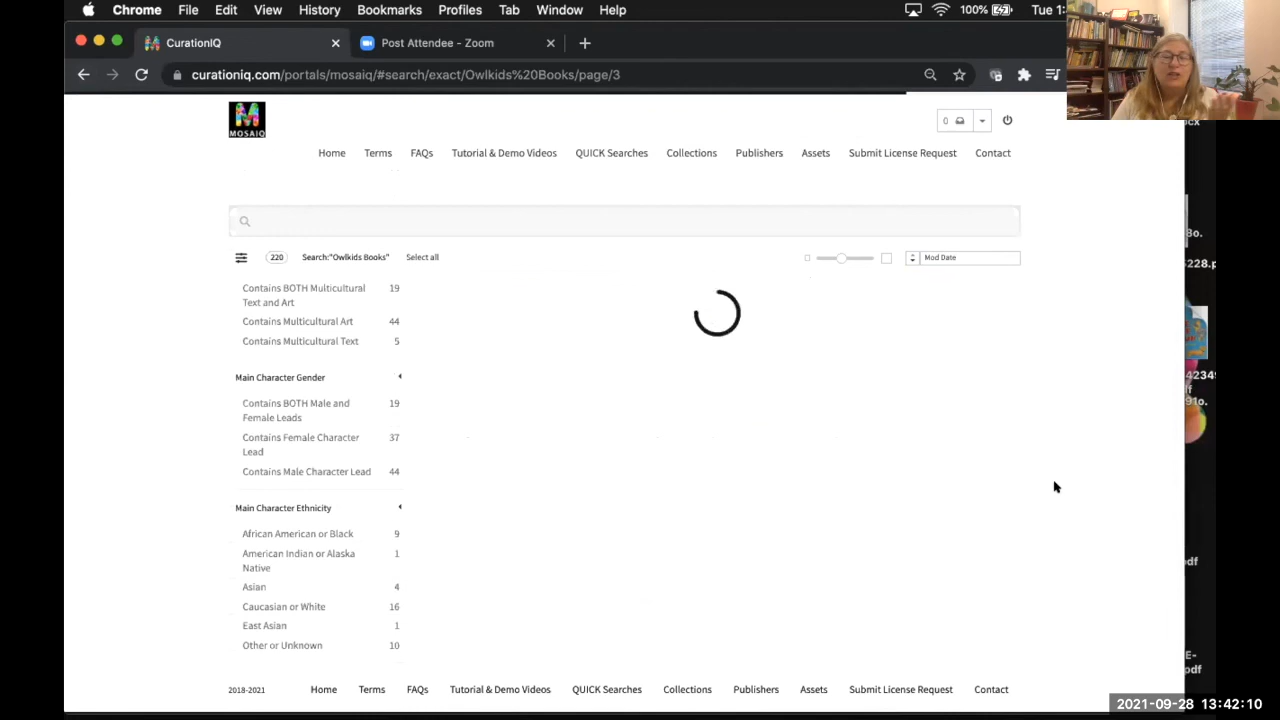 Chrome File Edit View History Bookmarks Profiles Tab Window Help 100% Tue 1:
CurationIQ Post Attendee - Zoom
curationiq.com/portals/mosaiq/#search/exact/Owlkids%20Books/page/3
MOSAIQ
0
Home Terms FAQs Tutorial & Demo Videos QUICK Searches Collections Publishers Assets Submit License Request Contact
220 Search:"Owlkids Books" Select all Mod Date
Contains BOTH Multicultural 19
Text and Art
Contains Multicultural Art 44
Contains Multicultural Text 5
Main Character Gender
Contains BOTH Male and 19
Female Leads
Contains Female Character 37
Lead
Contains Male Character Lead 44
Main Character Ethnicity
African American or Black 9
American Indian or Alaska 1
Native
Asian 4
Caucasian or White 16
East Asian 1
Other or Unknown 10
2018-2021 Home Terms FAQs Tutorial & Demo Videos QUICK Searches Collections Publishers Assets Submit License Request Contact
2021-09-28 13:42:10